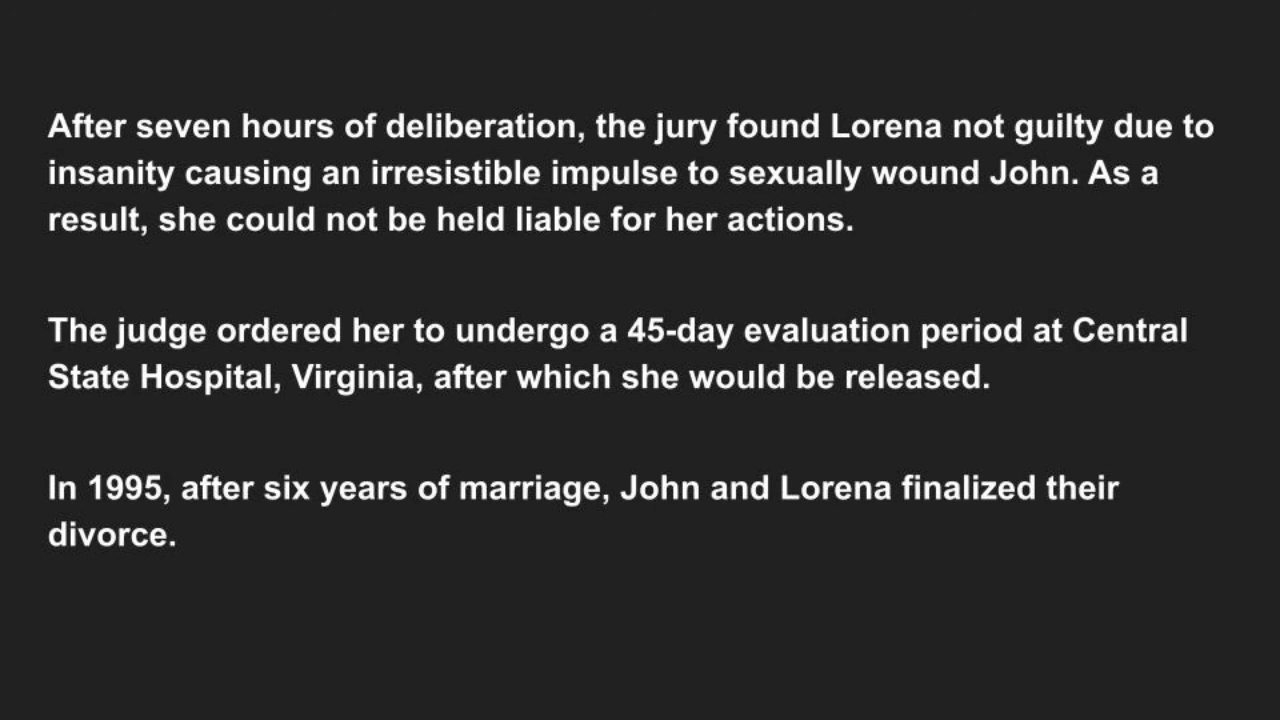 After seven hours of deliberation, the jury found Lorena not guilty due to
insanity causing an irresistible impulse to sexually wound John. As a
result, she could not be held liable for her actions.
The judge ordered her to undergo a 45-day evaluation period at Central
State Hospital, Virginia, after which she would be released.
In 1995, after six years of marriage, John and Lorena finalized their
divorce.